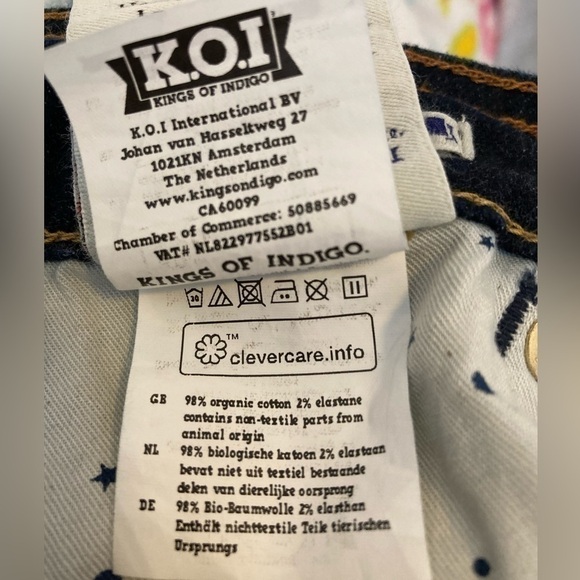 K.O.I
KINGS OF INDIGO
K.O.I International BV
Johan van Hasseltweg 27
1021KN Amsterdam
The Netherlands
www.kingsondigo.com
CA60099
Chamber of Commerce: 50885669
VAT# NL822977552B01
KINGS OF INDIGO.
30
clevercare.info™
GB 98% organic cotton 2% elastane
contains non-textile parts from
animal origin
NL 98% biologische katoen 2% elastaan
bevat niet uit textiel bestaande
delen van dierelijke oorsprong
DE 98% Bio-Baumwolle 2% elasthan
Enthält nichttextile Teile tierischen
Ursprungs